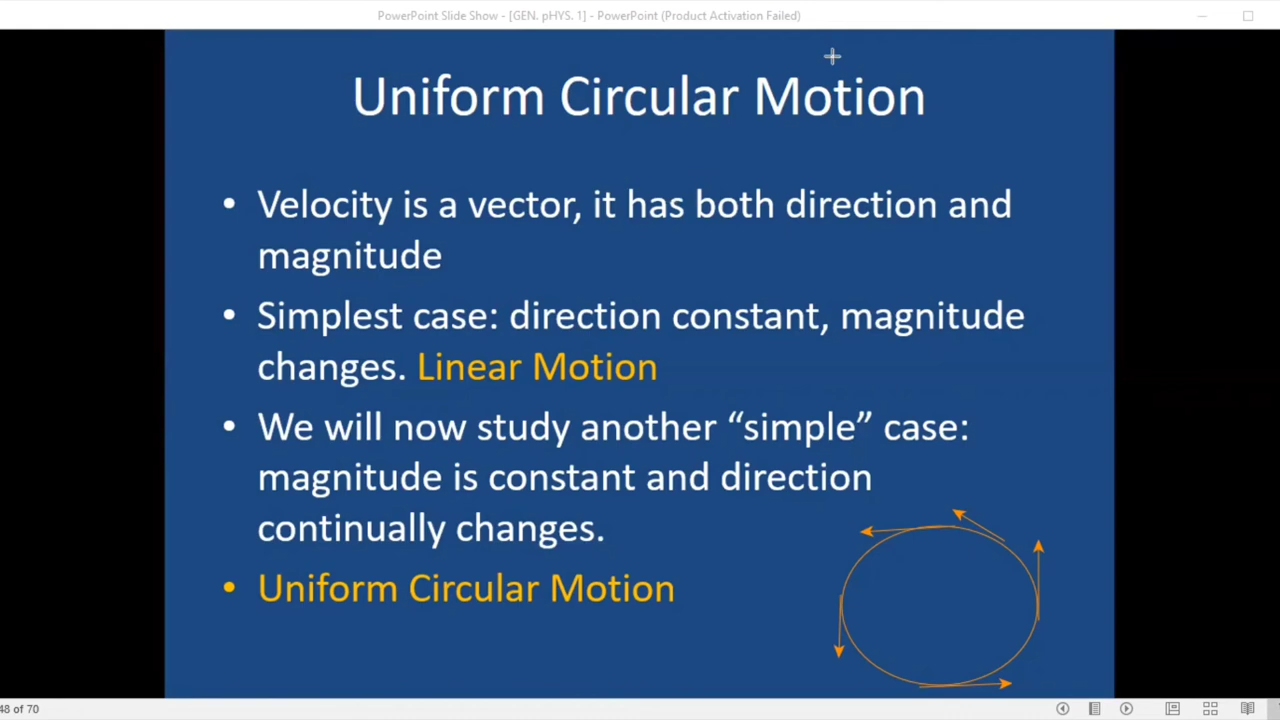 PowerPoint Slide Show - [GEN. pHYS. 1] - PowerPoint (Product Activation Failed)
Uniform Circular Motion
• Velocity is a vector, it has both direction and
magnitude
• Simplest case: direction constant, magnitude
changes. Linear Motion
• We will now study another “simple” case:
magnitude is constant and direction
continually changes.
• Uniform Circular Motion
48 of 70